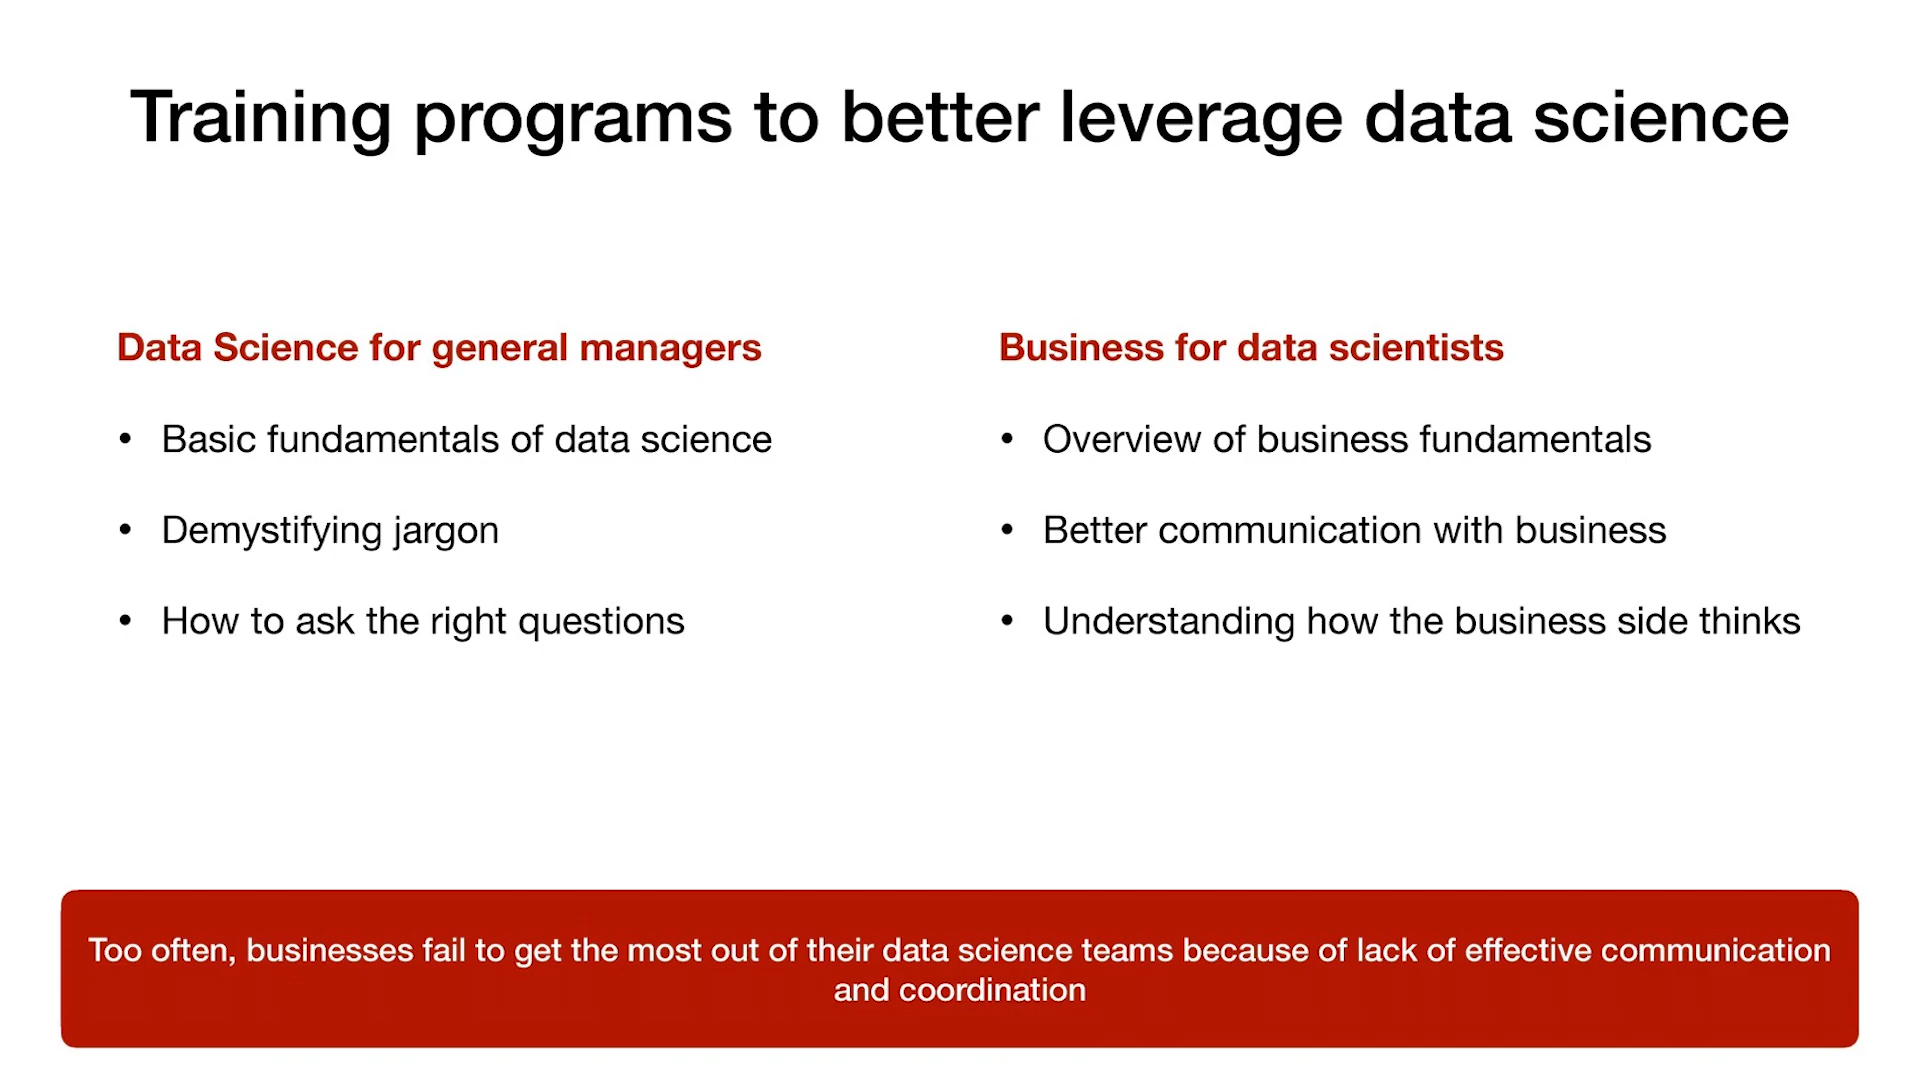 Training programs to better leverage data science
Data Science for general managers
• Basic fundamentals of data science
• Demystifying jargon
• How to ask the right questions
Business for data scientists
• Overview of business fundamentals
• Better communication with business
• Understanding how the business side thinks
Too often, businesses fail to get the most out of their data science teams because of lack of effective communication
and coordination